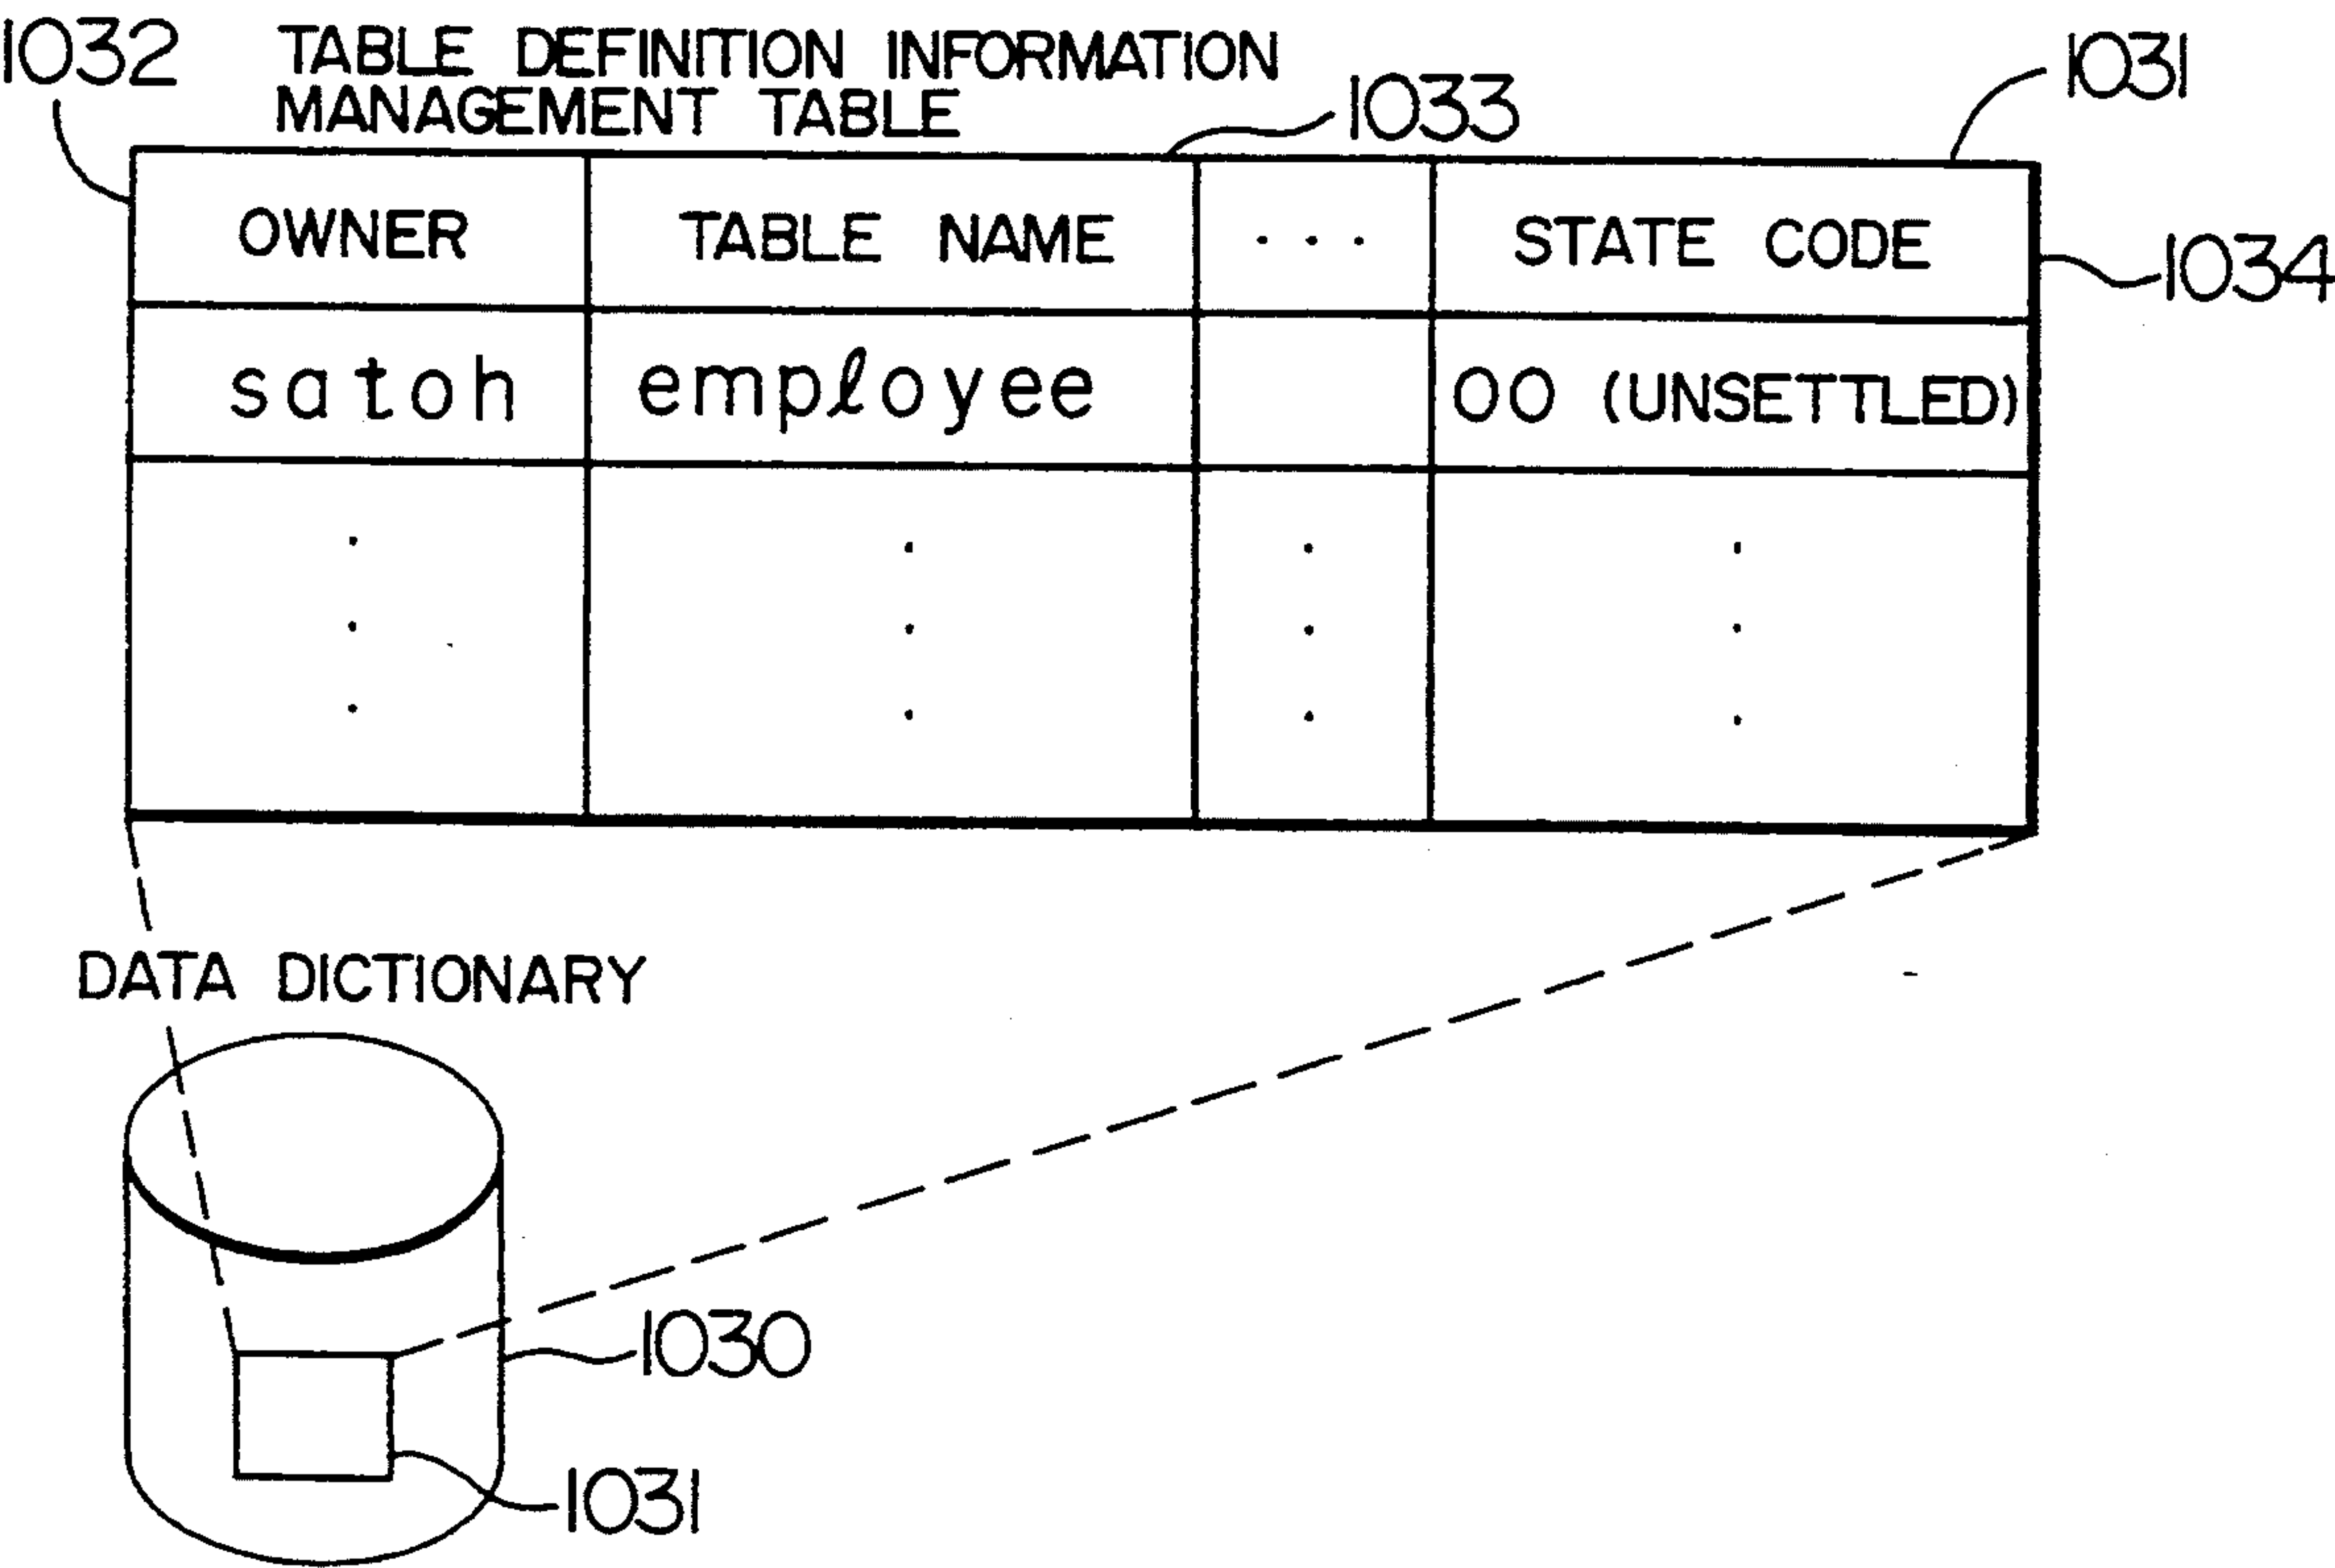 1032 TABLE DEFINITION INFORMATION
MANAGEMENT TABLE
1033
1031
OWNER TABLE NAME ... STATE CODE
1034
satoh employee 00 (UNSETTLED)
DATA DICTIONARY
1030
1031